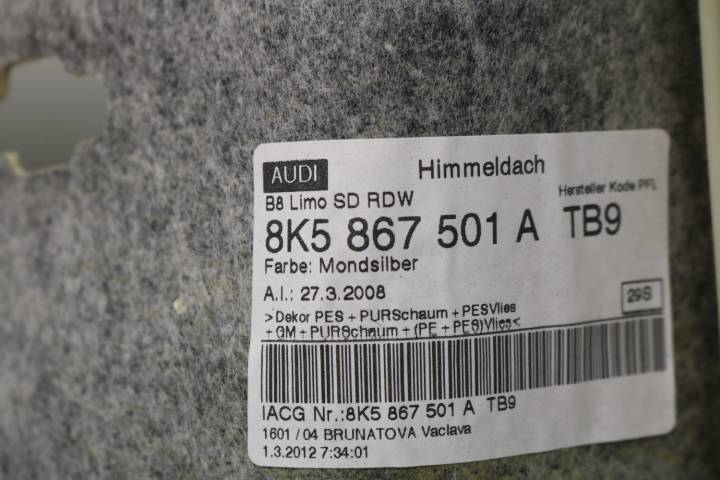 AUDI Himmeldach
B8 Limo SD RDW Hersteller Kode PFL
8K5 867 501 A TB9
Farbe: Mondsilber
A.I.: 27.3.2008 29S
>Dekor PES + PURSchaum + PESVlies
+GM + PURSchaum + (PE + PES)Vlies<
IACG Nr.:8K5 867 501 A TB9
1601 / 04 BRUNATOVA Vaclava
1.3.2012 7:34:01